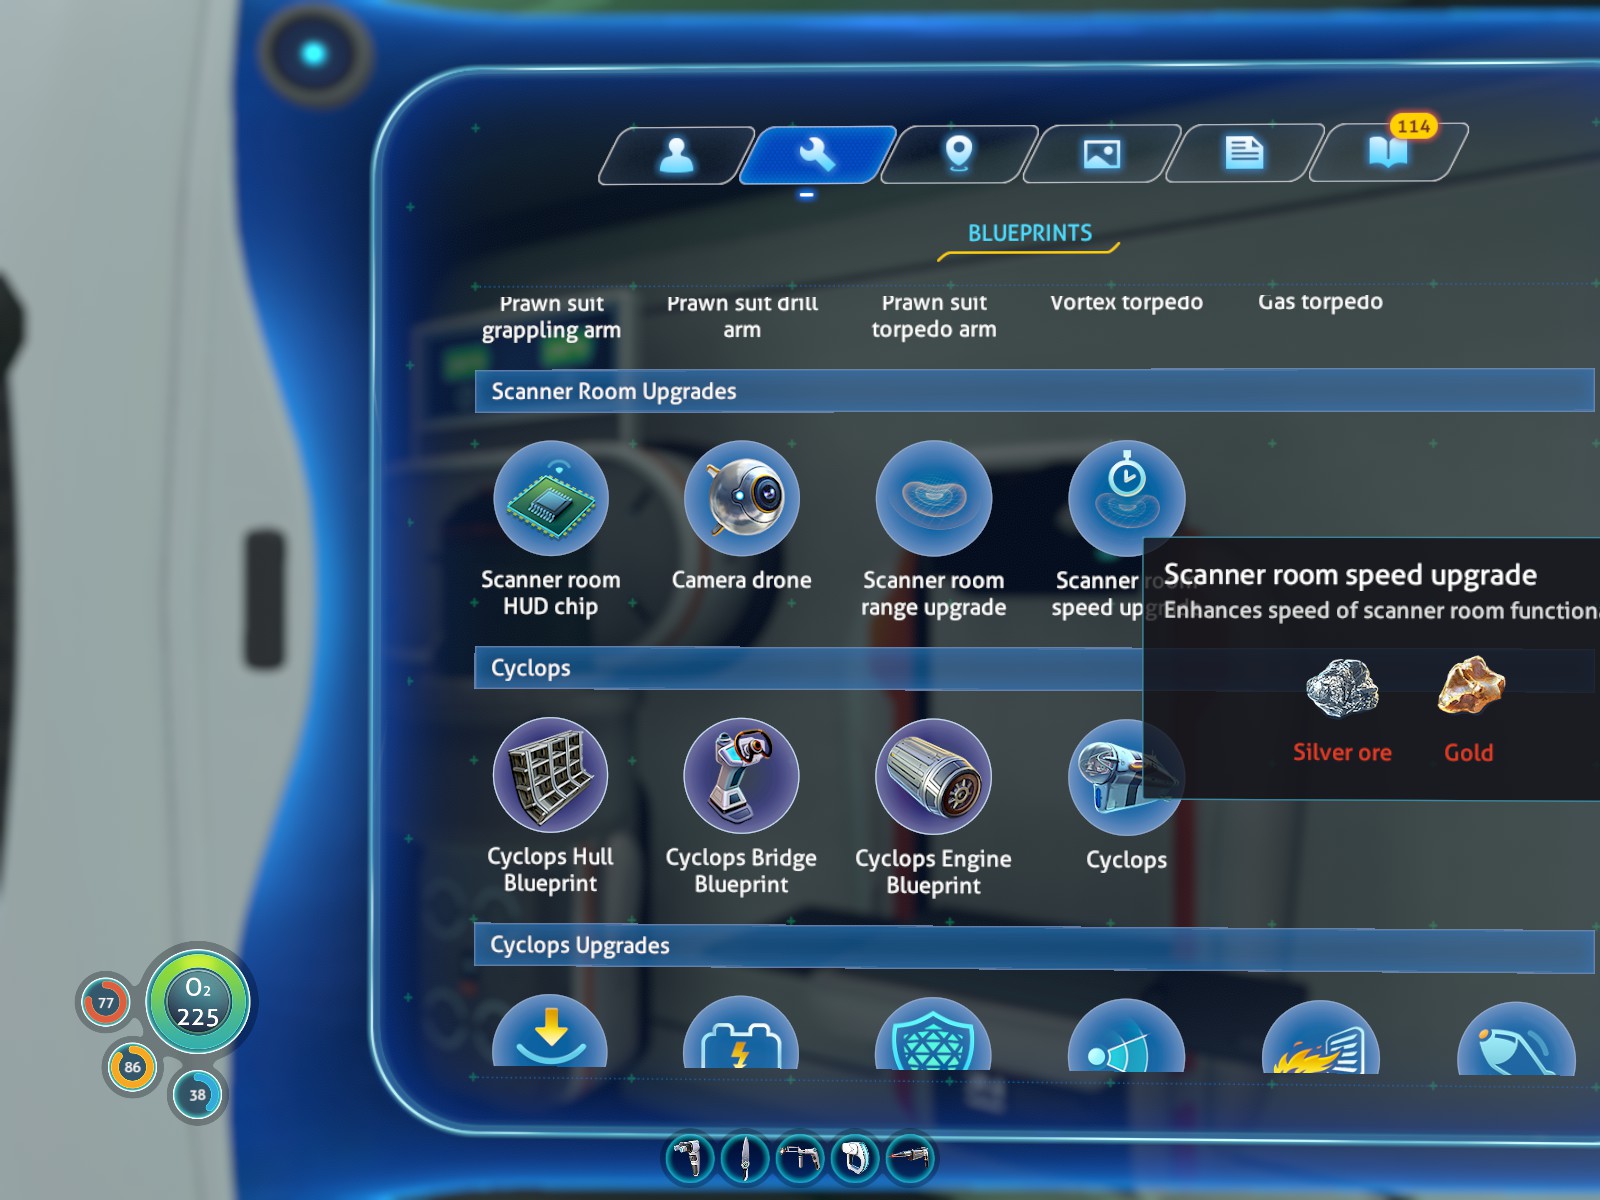 114
BLUEPRINTS
Prawn suit grappling arm
Prawn suit drill arm
Prawn suit torpedo arm
Vortex torpedo
Gas torpedo
Scanner Room Upgrades
Scanner room HUD chip
Camera drone
Scanner room range upgrade
Scanner room speed upgrade
Scanner room speed upgrade
Enhances speed of scanner room functiona
Silver ore
Gold
Cyclops
Cyclops Hull Blueprint
Cyclops Bridge Blueprint
Cyclops Engine Blueprint
Cyclops
Cyclops Upgrades
O₂
225
77
86
38